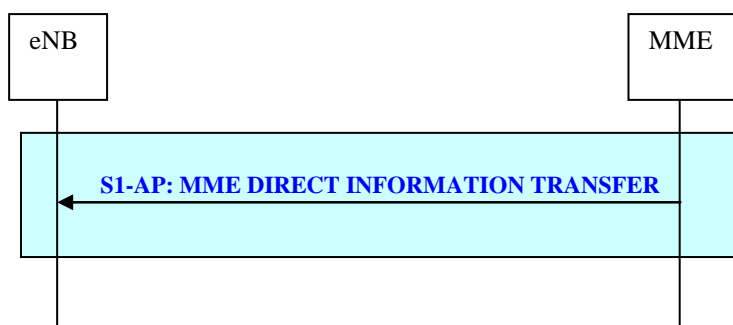 eNB
MME
S1-AP: MME DIRECT INFORMATION TRANSFER